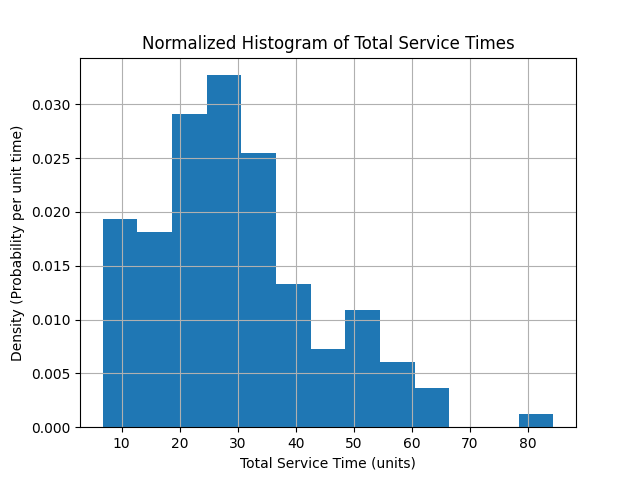 Normalized Histogram of Total Service Times
Density (Probability per unit time)
0.030
0.025
0.020
0.015
0.010
0.005
0.000
10 20 30 40 50 60 70 80
Total Service Time (units)